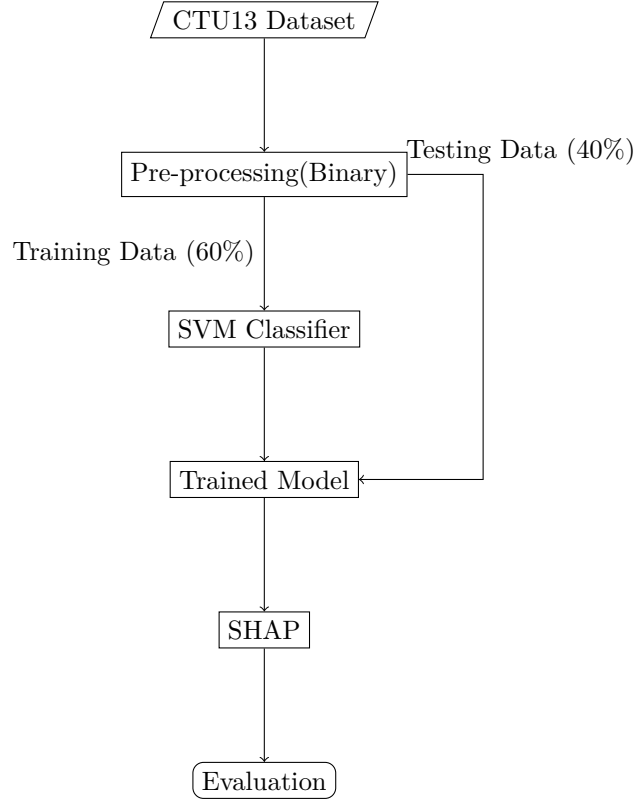 CTU13 Dataset
Testing Data (40%)
Pre-processing(Binary)
Training Data (60%)
SVM Classifier
Trained Model
SHAP
Evaluation